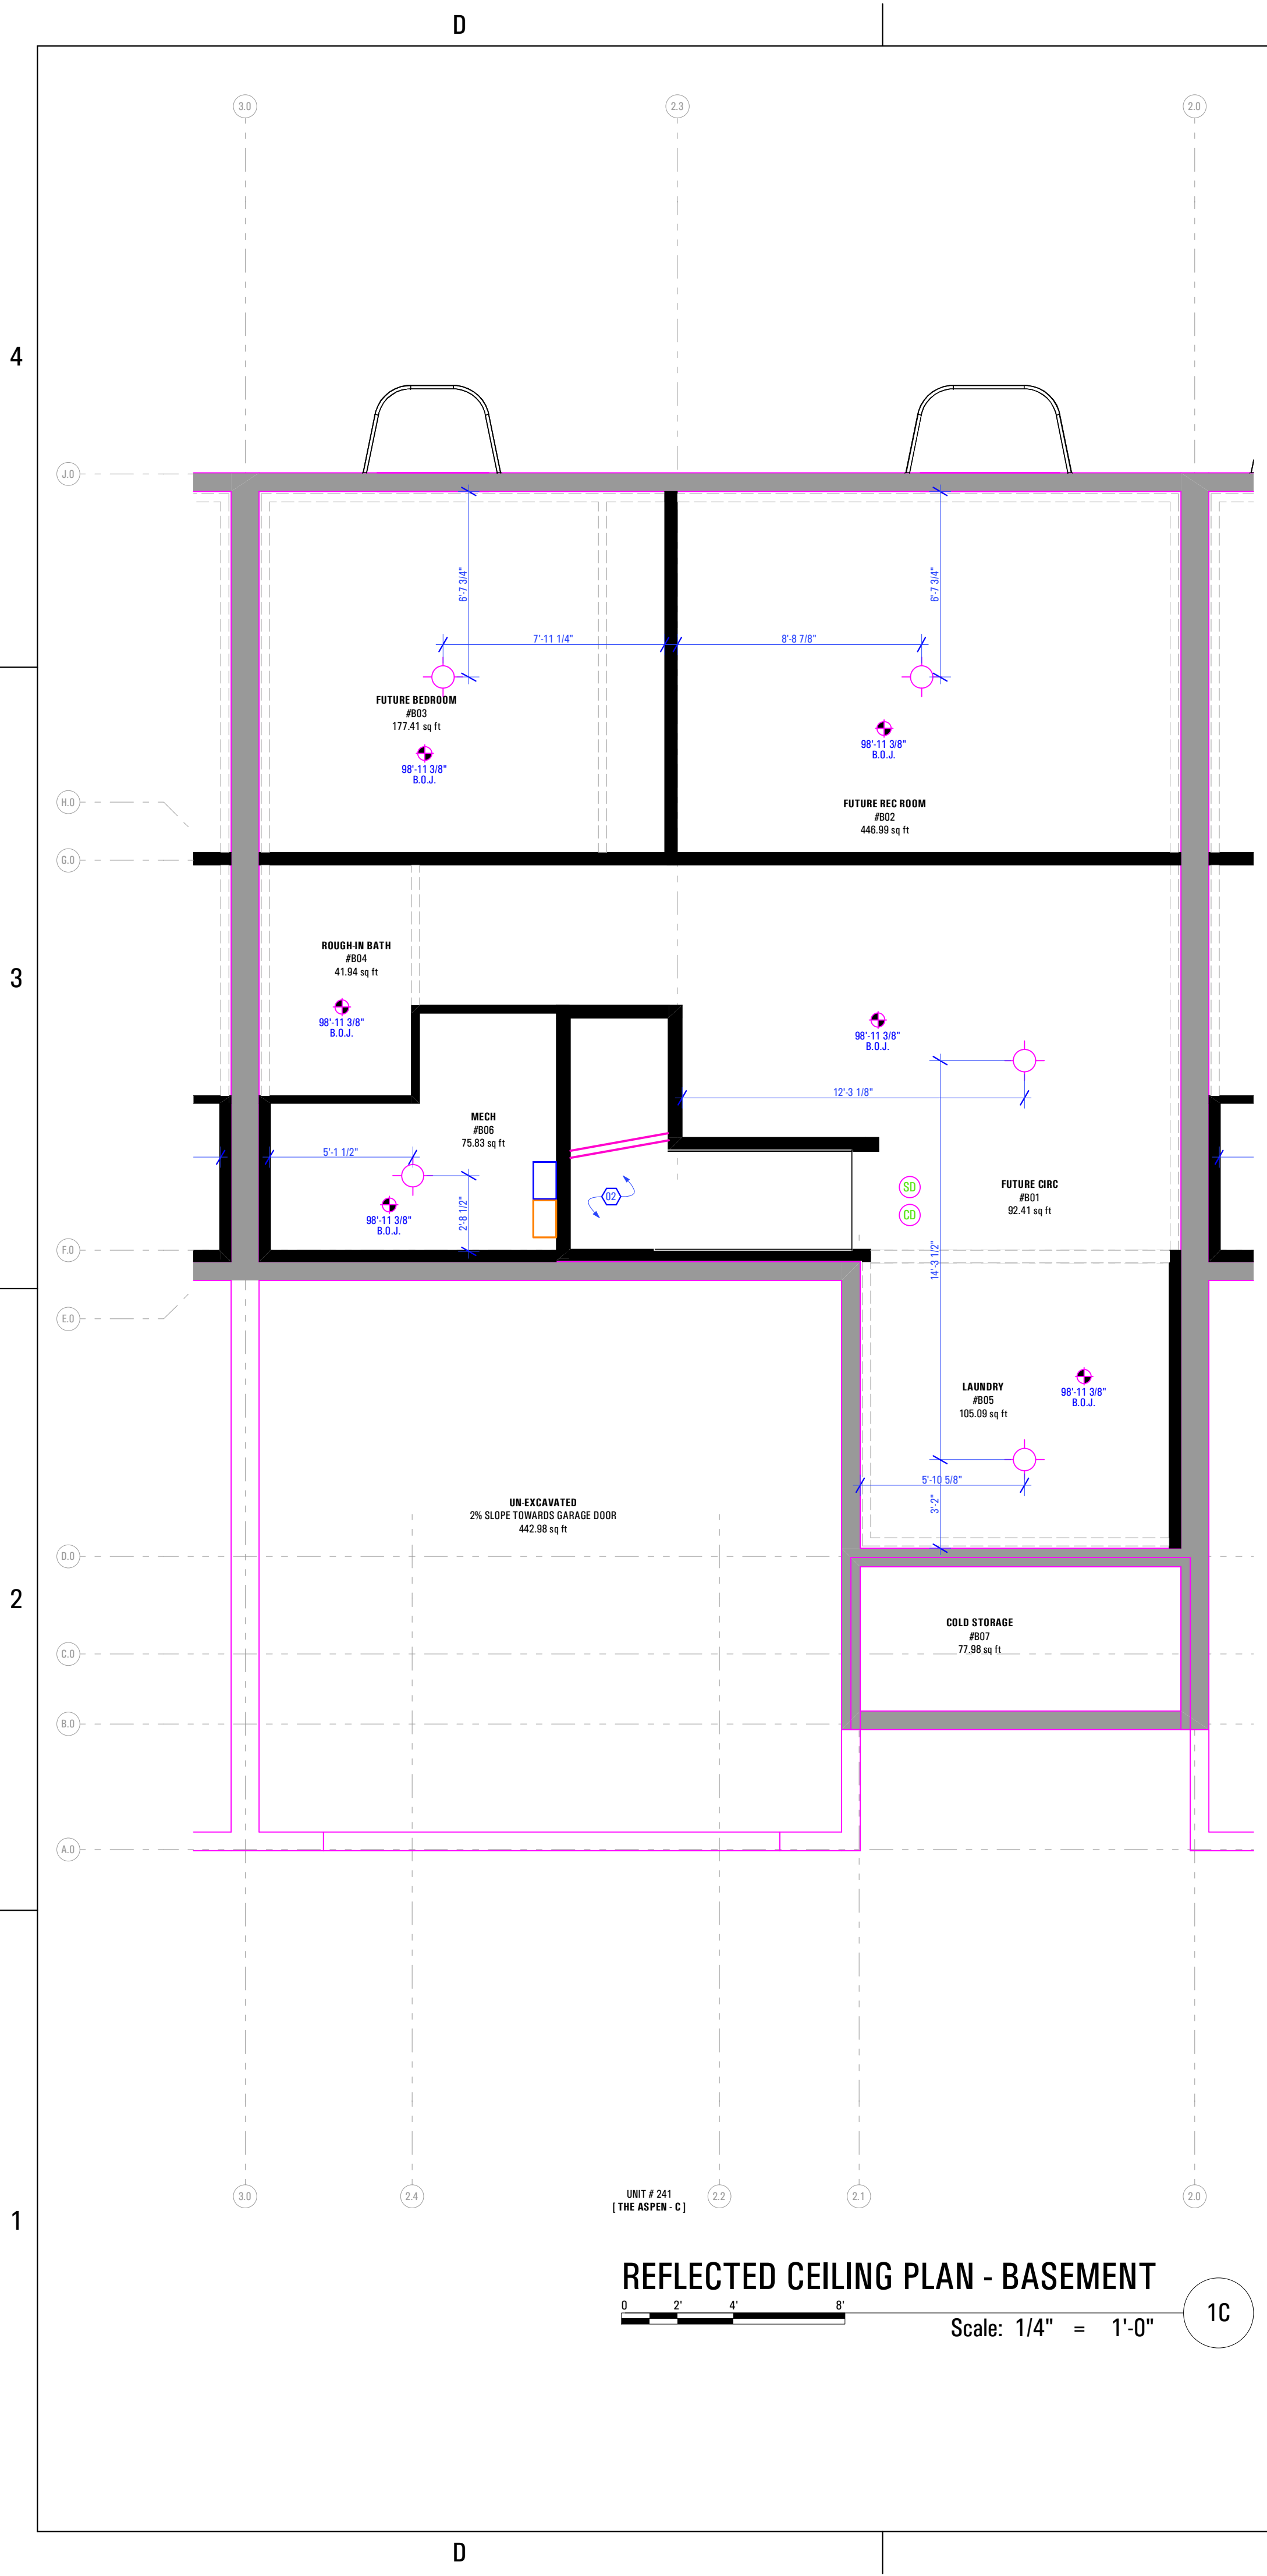 D
3.0
2.3
2.0
4
J.0
6'-7 3/4"
6'-7 3/4"
7'-11 1/4"
8'-8 7/8"
FUTURE BEDROOM
#B03
177.41 sq ft
98'-11 3/8"
B.O.J.
98'-11 3/8"
B.O.J.
H.0
FUTURE REC ROOM
#B02
446.99 sq ft
G.0
ROUGH-IN BATH
#B04
41.94 sq ft
3
98'-11 3/8"
B.O.J.
98'-11 3/8"
B.O.J.
12'-3 1/8"
MECH
#B06
75.83 sq ft
5'-1 1/2"
SD
FUTURE CIRC
#B01
92.41 sq ft
02
CD
98'-11 3/8"
B.O.J.
2'-8 1/2"
F.0
14'-3 1/2"
E.0
LAUNDRY
#B05
105.09 sq ft
98'-11 3/8"
B.O.J.
5'-10 5/8"
3'-2"
UN-EXCAVATED
2% SLOPE TOWARDS GARAGE DOOR
442.98 sq ft
D.0
2
COLD STORAGE
#B07
77.98 sq ft
C.0
B.0
A.0
3.0
2.4
UNIT # 241
[ THE ASPEN - C ]
2.2
2.1
2.0
1
REFLECTED CEILING PLAN - BASEMENT
0 2' 4' 8'
Scale: 1/4" = 1'-0"
1C
D